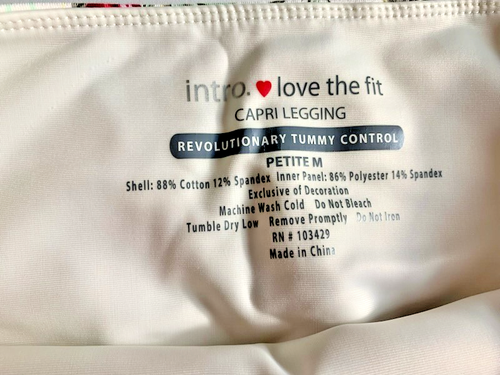 intro. ♥ love the fit
CAPRI LEGGING
REVOLUTIONARY TUMMY CONTROL
PETITE M
Shell: 88% Cotton 12% Spandex Inner Panel: 86% Polyester 14% Spandex
Exclusive of Decoration
Machine Wash Cold Do Not Bleach
Tumble Dry Low Remove Promptly Do Not Iron
RN # 103429
Made in China